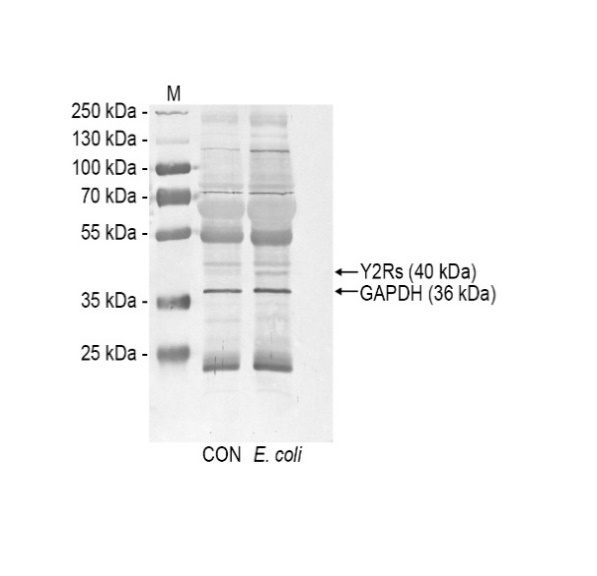 M
250 kDa -
130 kDa -
100 kDa -
70 kDa -
55 kDa -
35 kDa -
25 kDa -
Y2Rs (40 kDa)
GAPDH (36 kDa)
CON E. coli